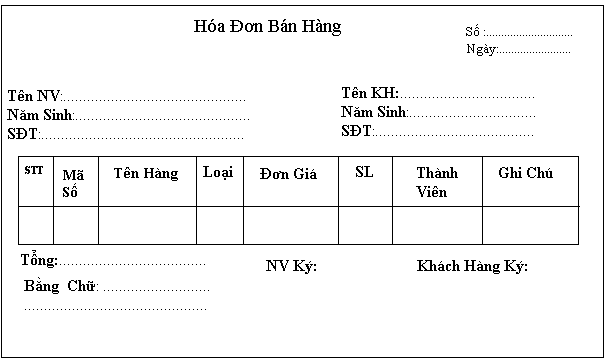 Hóa Đơn Bán Hàng
Số :..............................
Ngày:.........................
Tên NV:.............................................
Năm Sinh:...........................................
SĐT:..................................................
Tên KH:.................................
Năm Sinh:...............................
SĐT:.......................................
STT Mã Số Tên Hàng Loại Đơn Giá SL Thành Viên Ghi Chú
Tổng:....................................
Bằng Chữ: ..........................
.............................................
NV Ký:
Khách Hàng Ký: